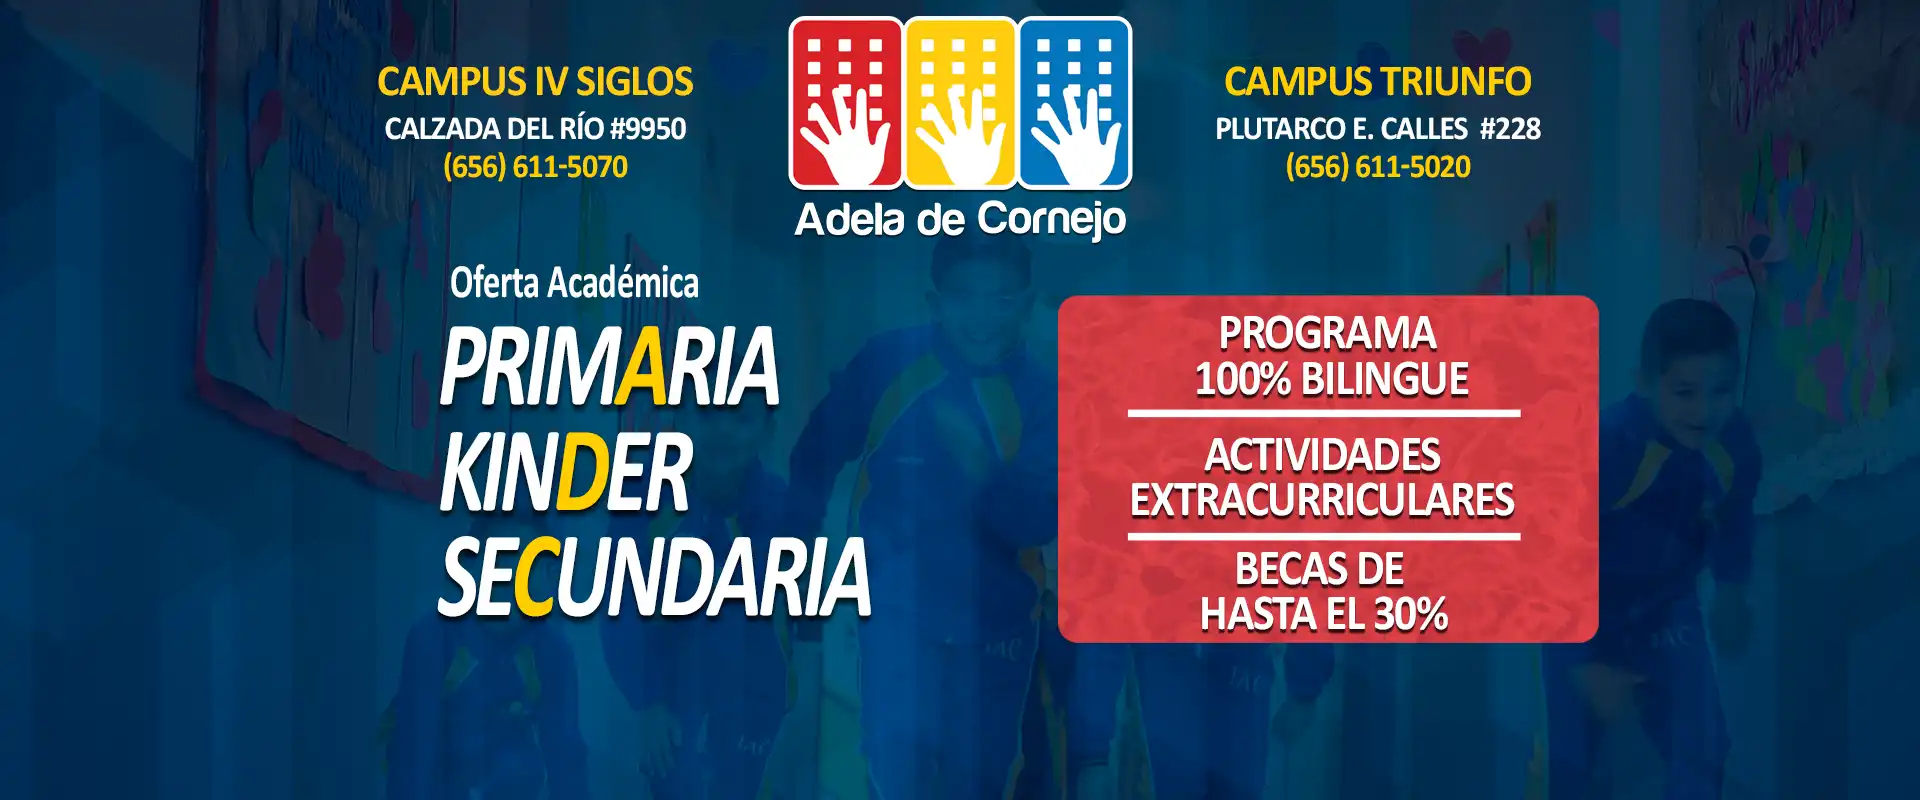 CAMPUS IV SIGLOS
CALZADA DEL RÍO #9950
(656) 611-5070
Adela de Cornejo
CAMPUS TRIUNFO
PLUTARCO E. CALLES #228
(656) 611-5020
Oferta Académica
PRIMARIA
KINDER
SECUNDARIA
PROGRAMA
100% BILINGUE
ACTIVIDADES
EXTRACURRICULARES
BECAS DE
HASTA EL 30%